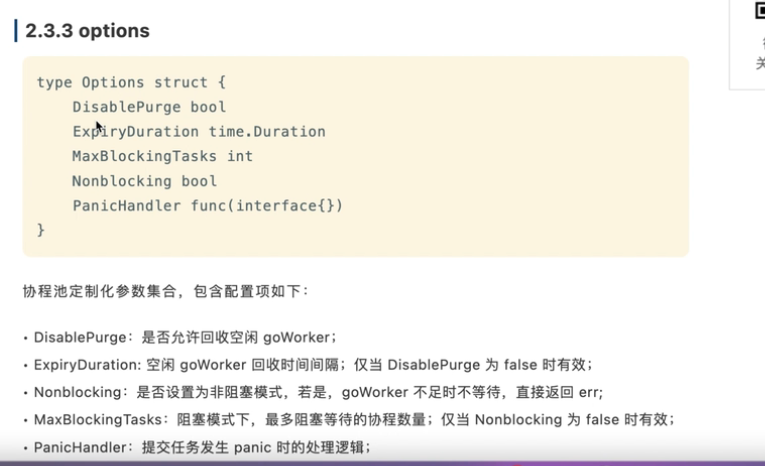 2.3.3 options
type Options struct {
    DisablePurge bool
    ExpiryDuration time.Duration
    MaxBlockingTasks int
    Nonblocking bool
    PanicHandler func(interface{})
}
协程池定制化参数集合，包含配置项如下：
• DisablePurge：是否允许回收空闲 goWorker；
• ExpiryDuration: 空闲 goWorker 回收时间间隔；仅当 DisablePurge 为 false 时有效；
• Nonblocking：是否设置为非阻塞模式，若是，goWorker 不足时不等待，直接返回 err;
• MaxBlockingTasks：阻塞模式下，最多阻塞等待的协程数量；仅当 Nonblocking 为 false 时有效；
• PanicHandler：提交任务发生 panic 时的处理逻辑；